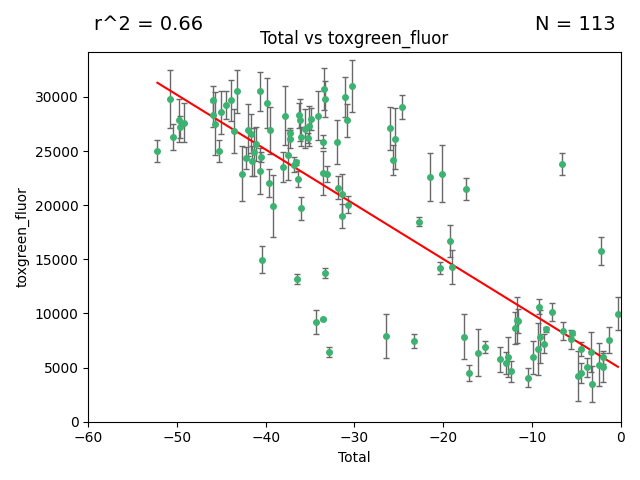 r^2 = 0.66
N = 113
Total vs toxgreen_fluor
30000
25000
20000
15000
10000
5000
0
toxgreen_fluor
−60
−50
−40
−30
−20
−10
0
Total